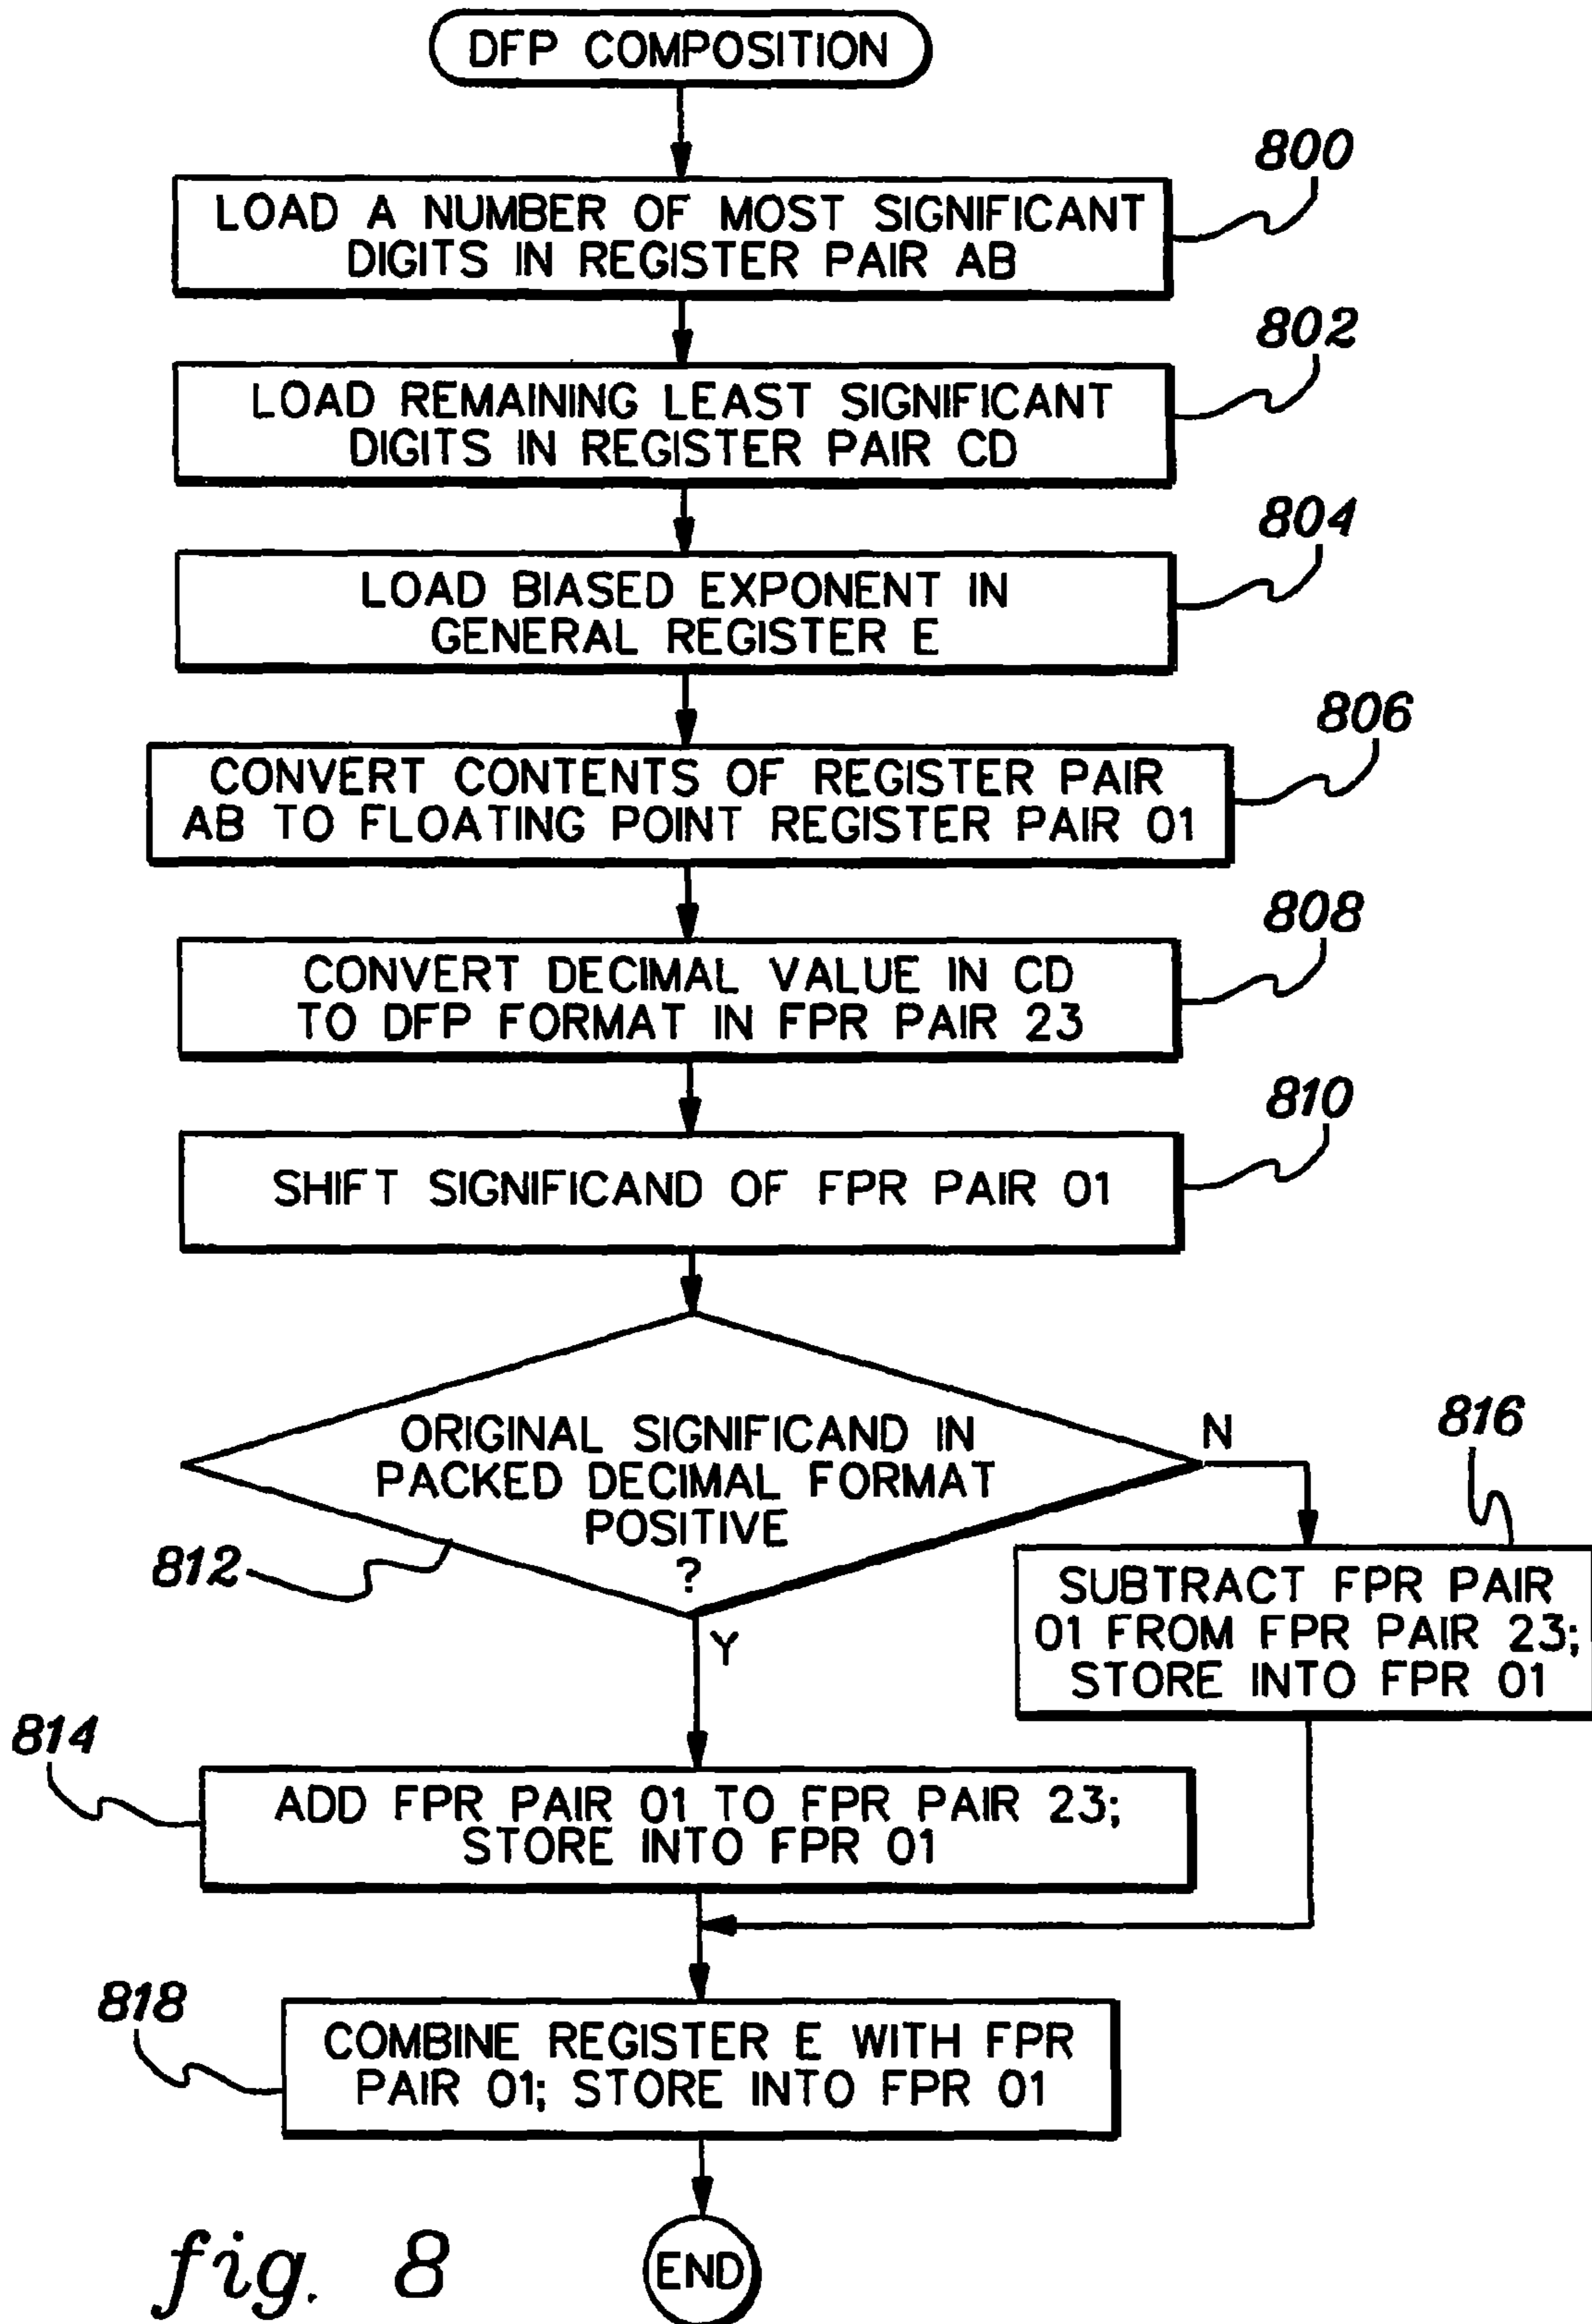 DFP COMPOSITION
800
LOAD A NUMBER OF MOST SIGNIFICANT
DIGITS IN REGISTER PAIR AB
802
LOAD REMAINING LEAST SIGNIFICANT
DIGITS IN REGISTER PAIR CD
804
LOAD BIASED EXPONENT IN
GENERAL REGISTER E
806
CONVERT CONTENTS OF REGISTER PAIR
AB TO FLOATING POINT REGISTER PAIR 01
808
CONVERT DECIMAL VALUE IN CD
TO DFP FORMAT IN FPR PAIR 23
810
SHIFT SIGNIFICAND OF FPR PAIR 01
ORIGINAL SIGNIFICAND IN
PACKED DECIMAL FORMAT
POSITIVE
?
812
N
816
SUBTRACT FPR PAIR
01 FROM FPR PAIR 23;
STORE INTO FPR 01
Y
814
ADD FPR PAIR 01 TO FPR PAIR 23;
STORE INTO FPR 01
818
COMBINE REGISTER E WITH FPR
PAIR 01; STORE INTO FPR 01
END
fig. 8